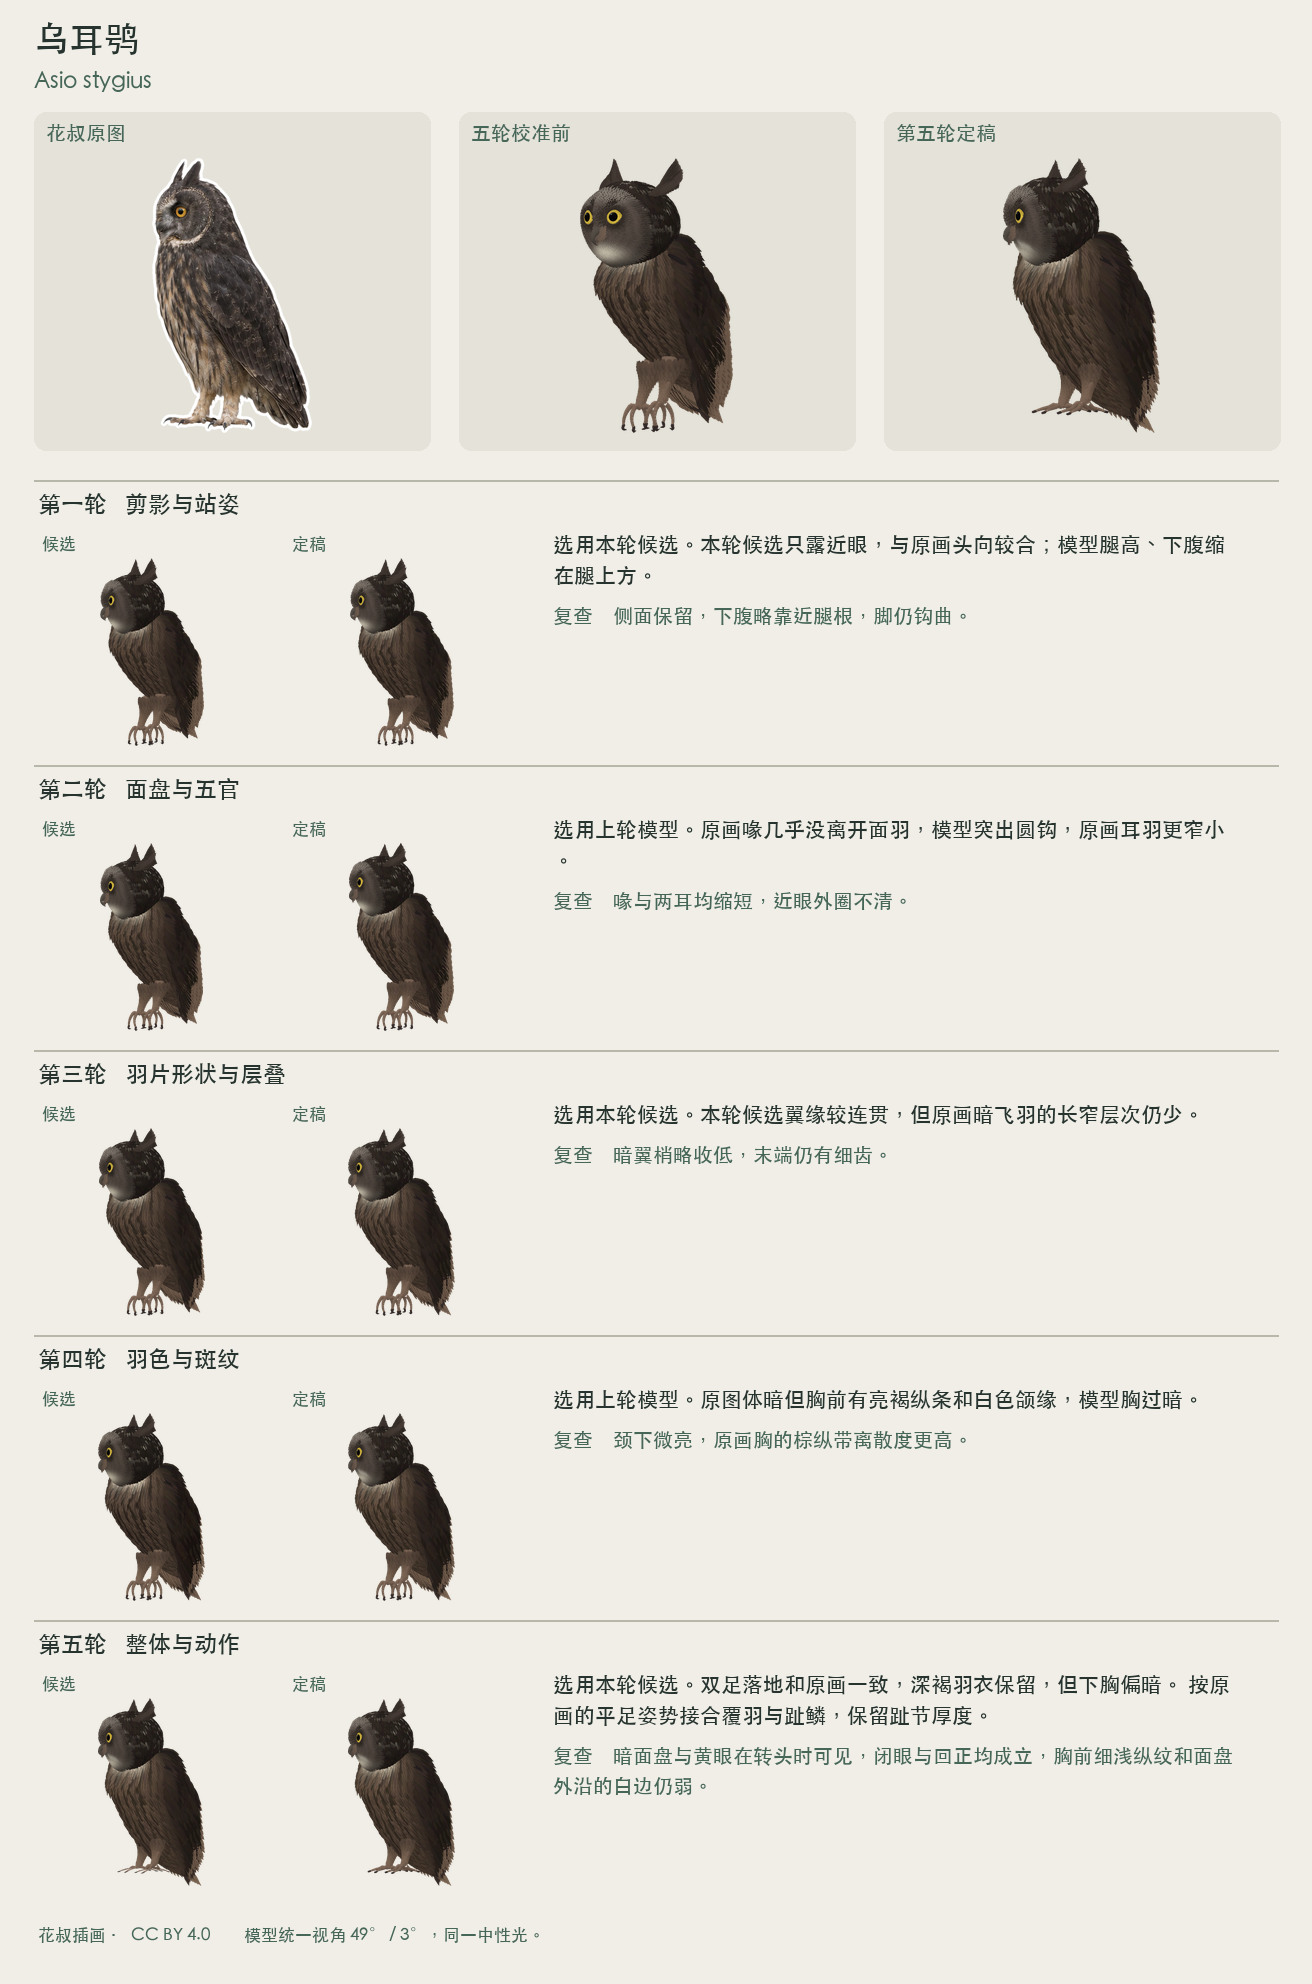 乌耳鸮
Asio stygius
花叔原图
五轮校准前
第五轮定稿
第一轮 剪影与站姿
候选
定稿
选用本轮候选。本轮候选只露近眼，与原画头向较合；模型腿高、下腹缩
在腿上方。
复查 侧面保留，下腹略靠近腿根，脚仍钩曲。
第二轮 面盘与五官
候选
定稿
选用上轮模型。原画喙几乎没离开面羽，模型突出圆钩，原画耳羽更窄小
。
复查 喙与两耳均缩短，近眼外圈不清。
第三轮 羽片形状与层叠
候选
定稿
选用本轮候选。本轮候选翼缘较连贯，但原画暗飞羽的长窄层次仍少。
复查 暗翼梢略收低，末端仍有细齿。
第四轮 羽色与斑纹
候选
定稿
选用上轮模型。原图体暗但胸前有亮褐纵条和白色颌缘，模型胸过暗。
复查 颈下微亮，原画胸的棕纵带离散度更高。
第五轮 整体与动作
候选
定稿
选用本轮候选。双足落地和原画一致，深褐羽衣保留，但下胸偏暗。 按原
画的平足姿势接合覆羽与趾鳞，保留趾节厚度。
复查 暗面盘与黄眼在转头时可见，闭眼与回正均成立，胸前细浅纵纹和面盘
外沿的白边仍弱。
花叔插画 · CC BY 4.0 模型统一视角 49° / 3° ，同一中性光。